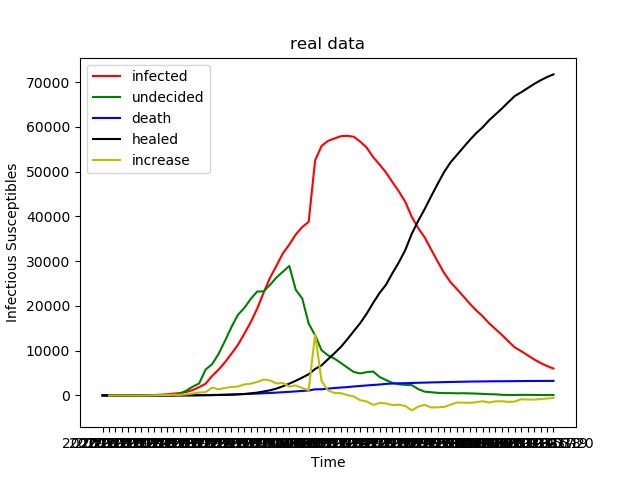 real data
infected
undecided
death
healed
increase
70000
60000
50000
40000
30000
20000
10000
0
Infectious Susceptibles
Time